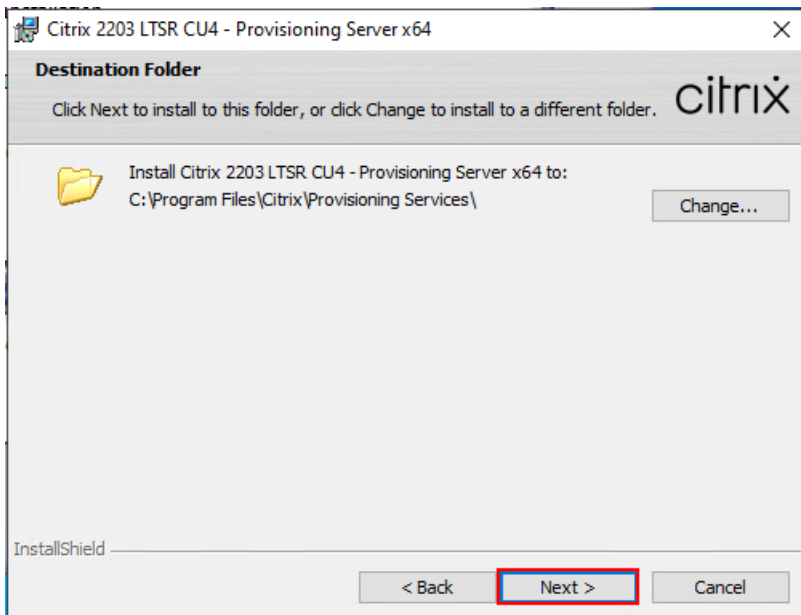 Citrix 2203 LTSR CU4 - Provisioning Server x64
Destination Folder
Click Next to install to this folder, or click Change to install to a different folder.
citrix
Install Citrix 2203 LTSR CU4 - Provisioning Server x64 to:
C:\Program Files\Citrix\Provisioning Services\
Change...
InstallShield
< Back
Next >
Cancel